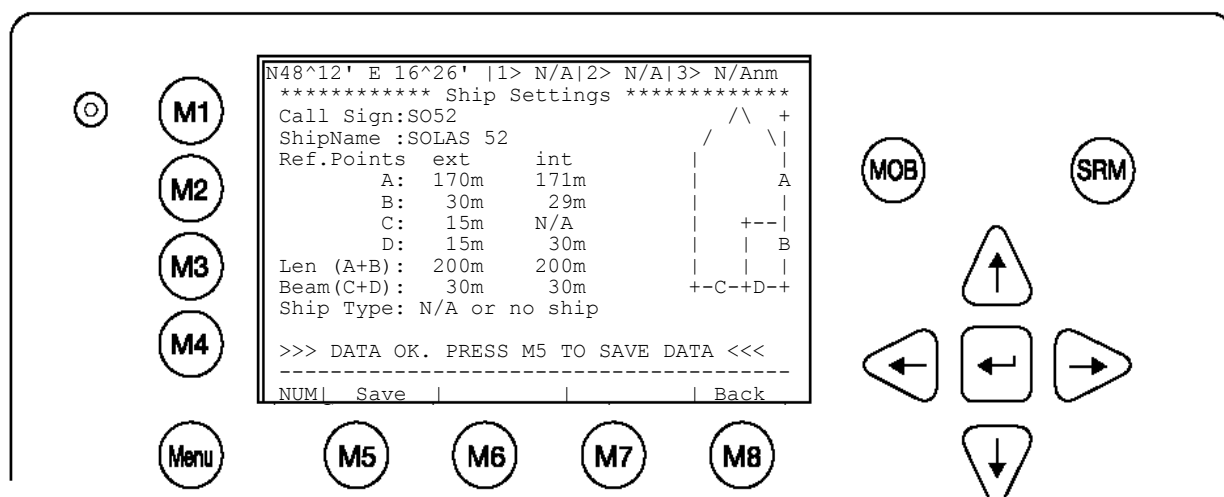 N48^12' E 16^26' |1> N/A|2> N/A|3> N/Anm
************ Ship Settings *************
Call Sign:SO52 /\ +
ShipName :SOLAS 52 / \|
Ref.Points ext int | |
A: 170m 171m | A
B: 30m 29m | |
C: 15m N/A | +--|
D: 15m 30m | | B
Len (A+B): 200m 200m | | |
Beam(C+D): 30m 30m +-C-+D-+
Ship Type: N/A or no ship
>>> DATA OK. PRESS M5 TO SAVE DATA <<<
----------------------------------------
NUM| Save | | | Back
M1
M2
M3
M4
MOB
SRM
Menu
M5
M6
M7
M8